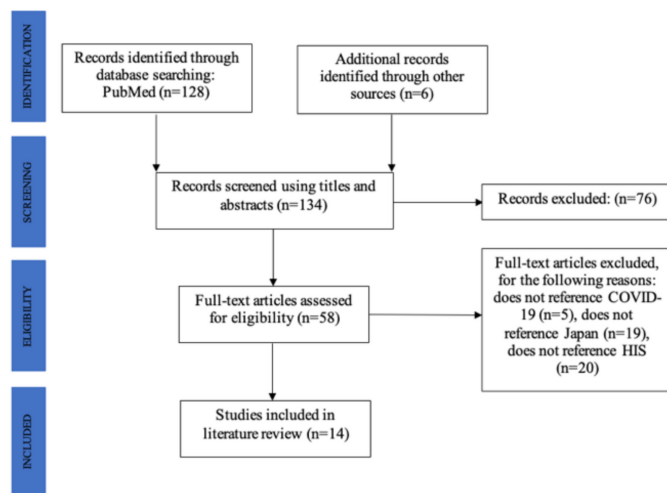 IDENTIFICATION
Records identified through
database searching:
PubMed (n=128)
Additional records
identified through other
sources (n=6)
SCREENING
Records screened using titles and
abstracts (n=134)
Records excluded: (n=76)
ELIGIBILITY
Full-text articles assessed
for eligibility (n=58)
Full-text articles excluded,
for the following reasons:
does not reference COVID-
19 (n=5), does not
reference Japan (n=19),
does not reference HIS
(n=20)
INCLUDED
Studies included in
literature review (n=14)